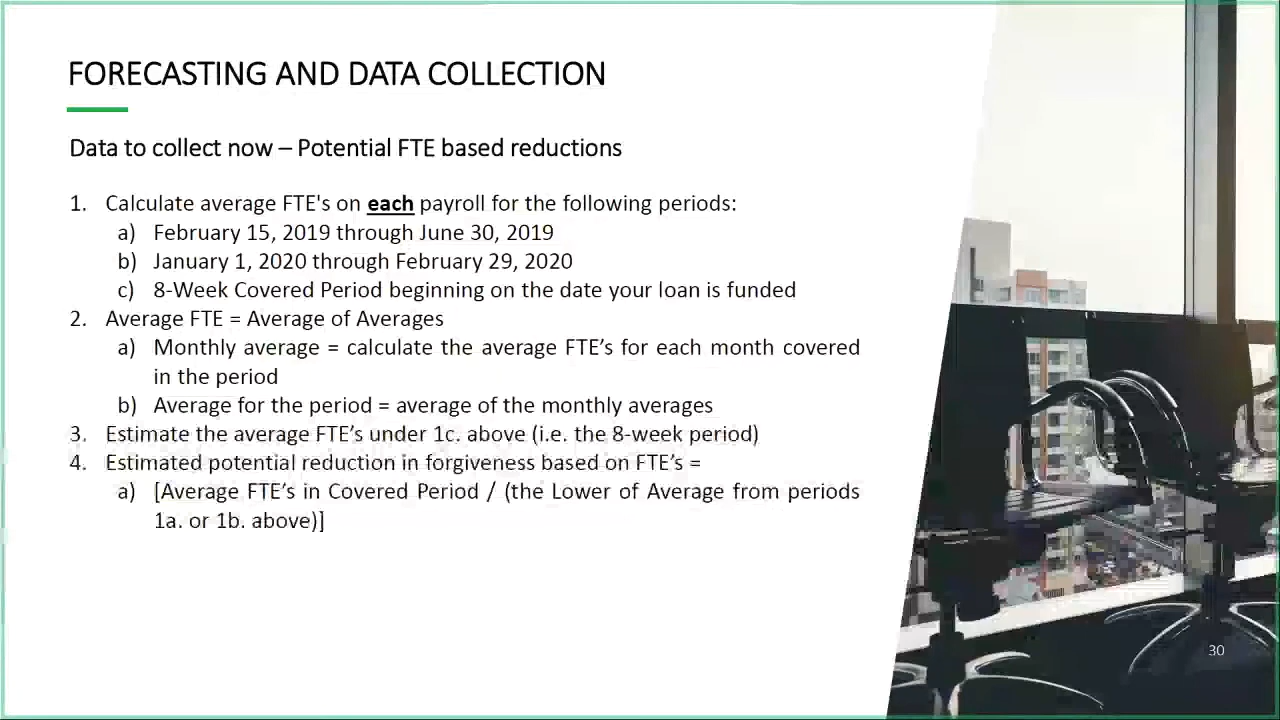 FORECASTING AND DATA COLLECTION
Data to collect now – Potential FTE based reductions
1. Calculate average FTE's on each payroll for the following periods:
a) February 15, 2019 through June 30, 2019
b) January 1, 2020 through February 29, 2020
c) 8-Week Covered Period beginning on the date your loan is funded
2. Average FTE = Average of Averages
a) Monthly average = calculate the average FTE’s for each month covered
in the period
b) Average for the period = average of the monthly averages
3. Estimate the average FTE’s under 1c. above (i.e. the 8-week period)
4. Estimated potential reduction in forgiveness based on FTE’s =
a) [Average FTE’s in Covered Period / (the Lower of Average from periods
1a. or 1b. above)]
30